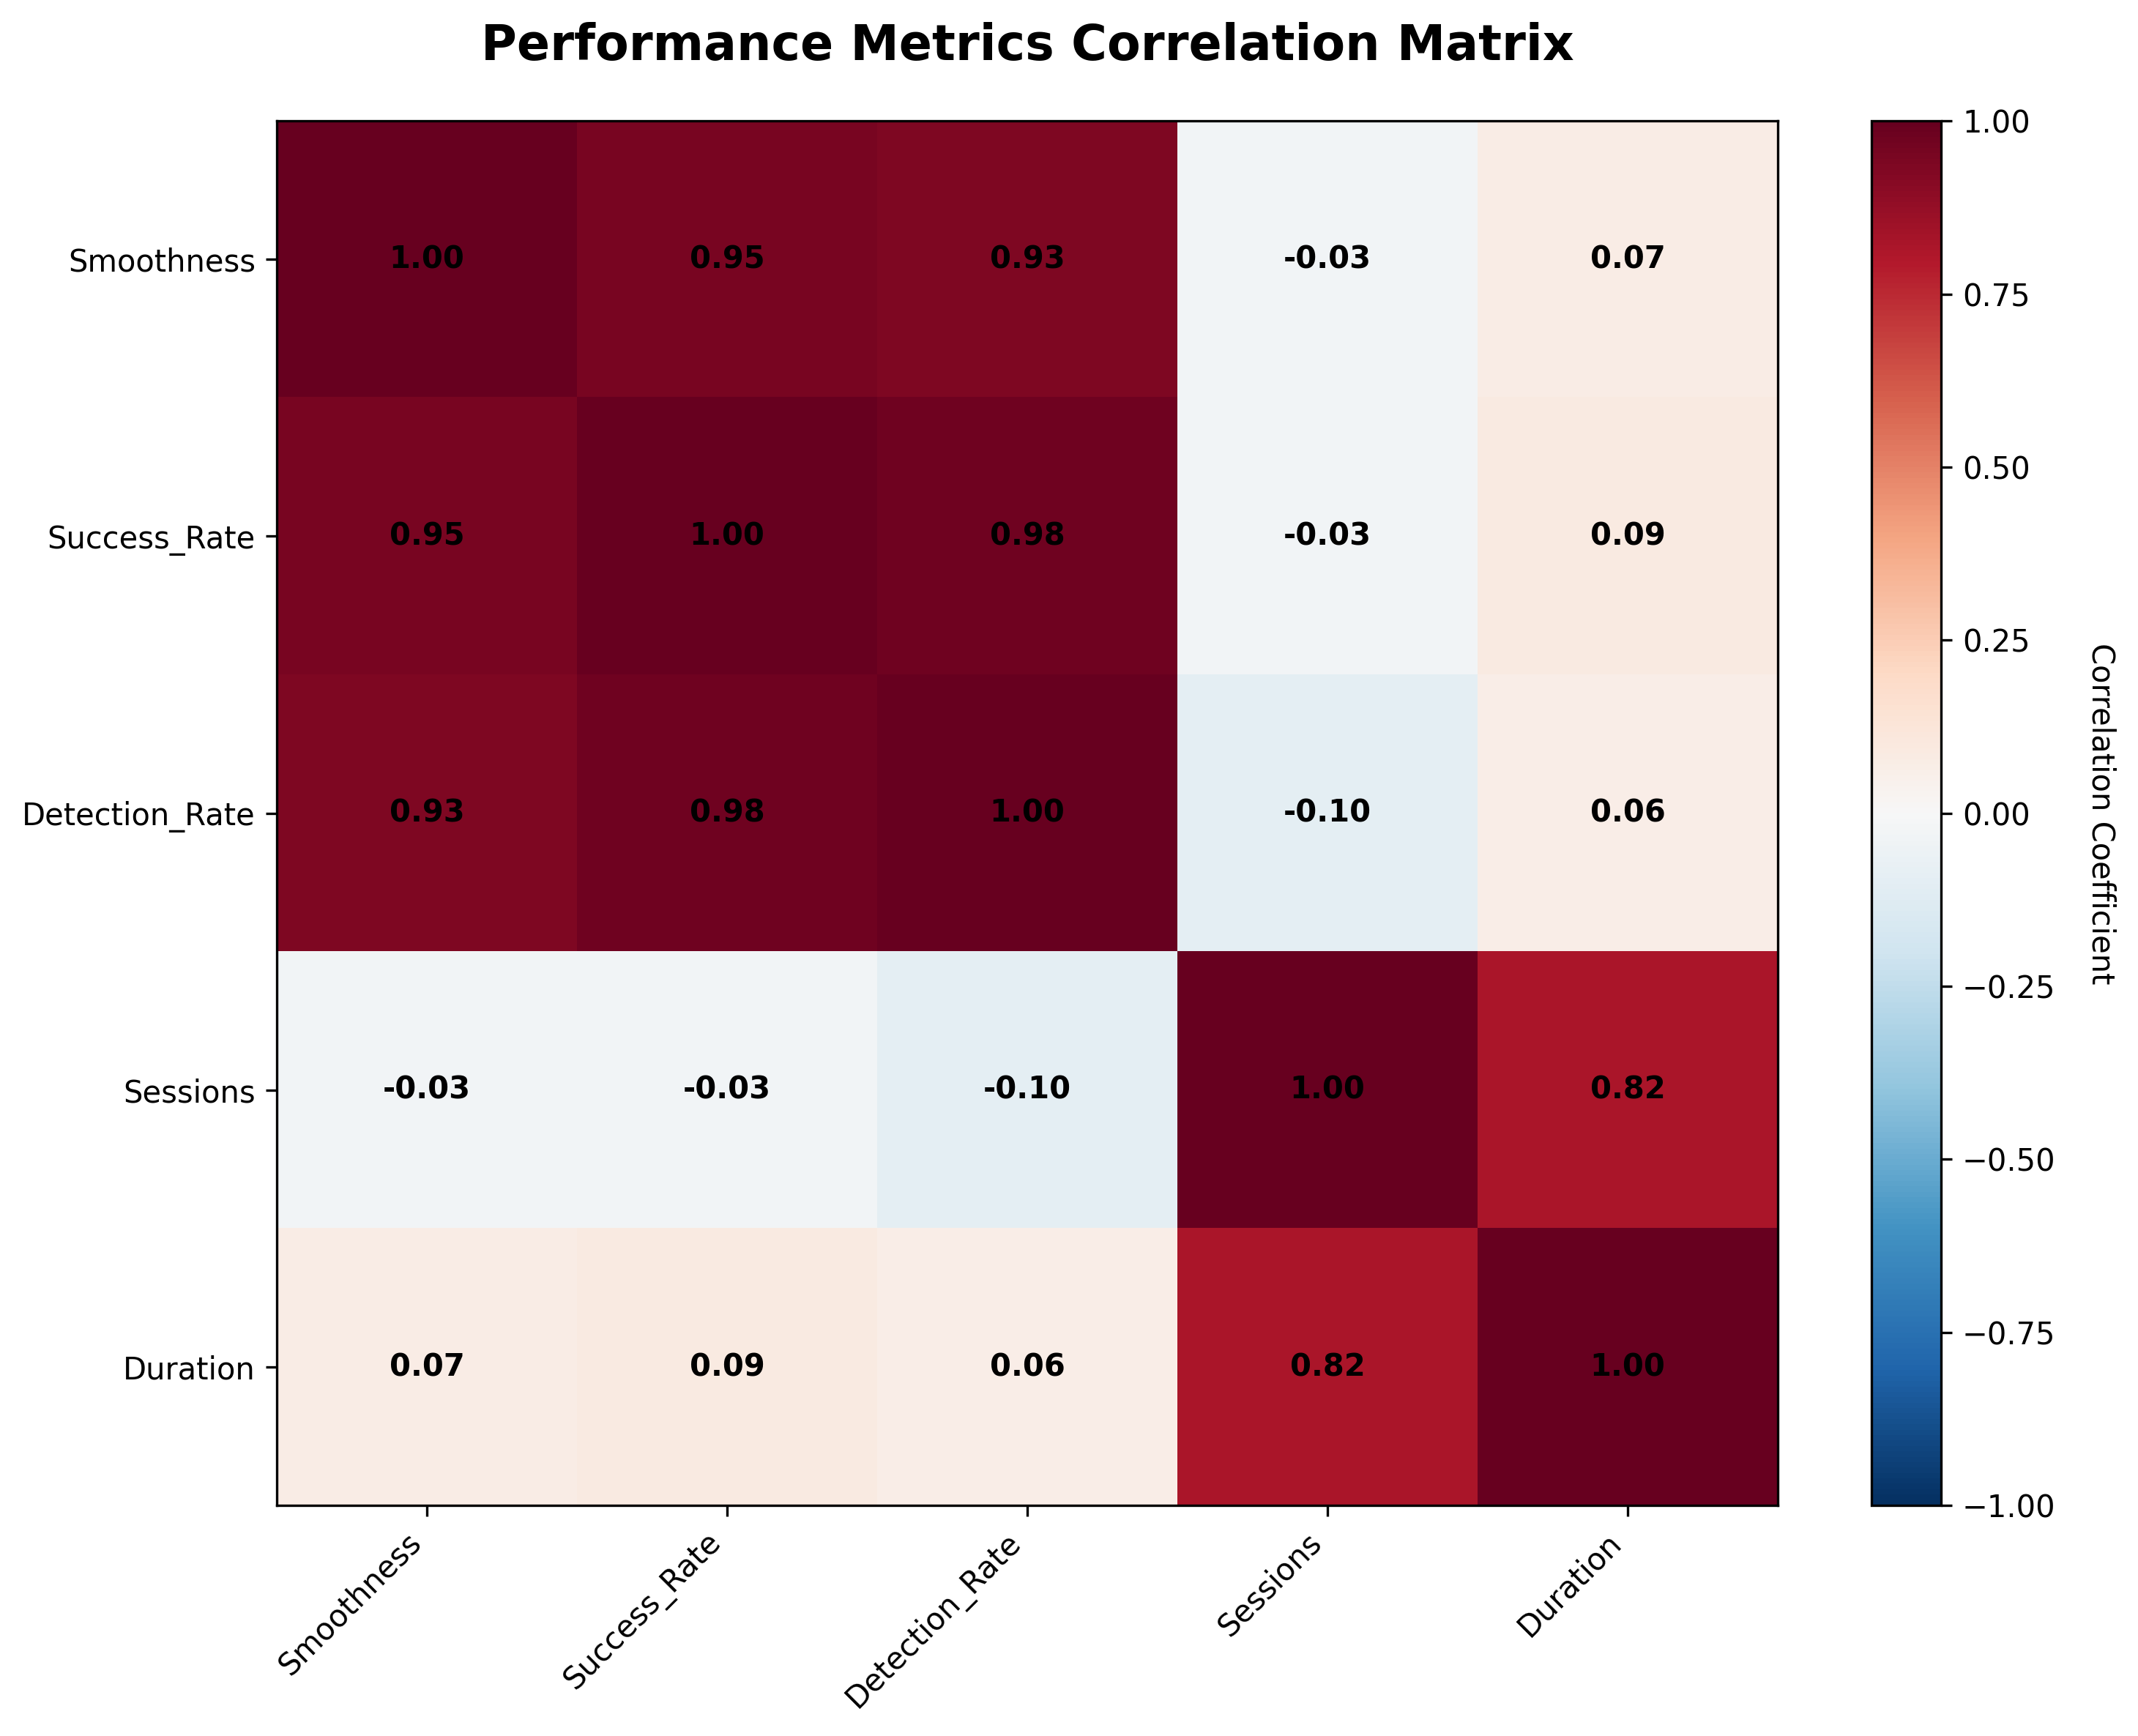 Performance Metrics Correlation Matrix
Smoothness 1.00 0.95 0.93 -0.03 0.07
Success_Rate 0.95 1.00 0.98 -0.03 0.09
Detection_Rate 0.93 0.98 1.00 -0.10 0.06
Sessions -0.03 -0.03 -0.10 1.00 0.82
Duration 0.07 0.09 0.06 0.82 1.00
Smoothness Success_Rate Detection_Rate Sessions Duration
1.00
0.75
0.50
0.25
0.00
−0.25
−0.50
−0.75
−1.00
Correlation Coefficient